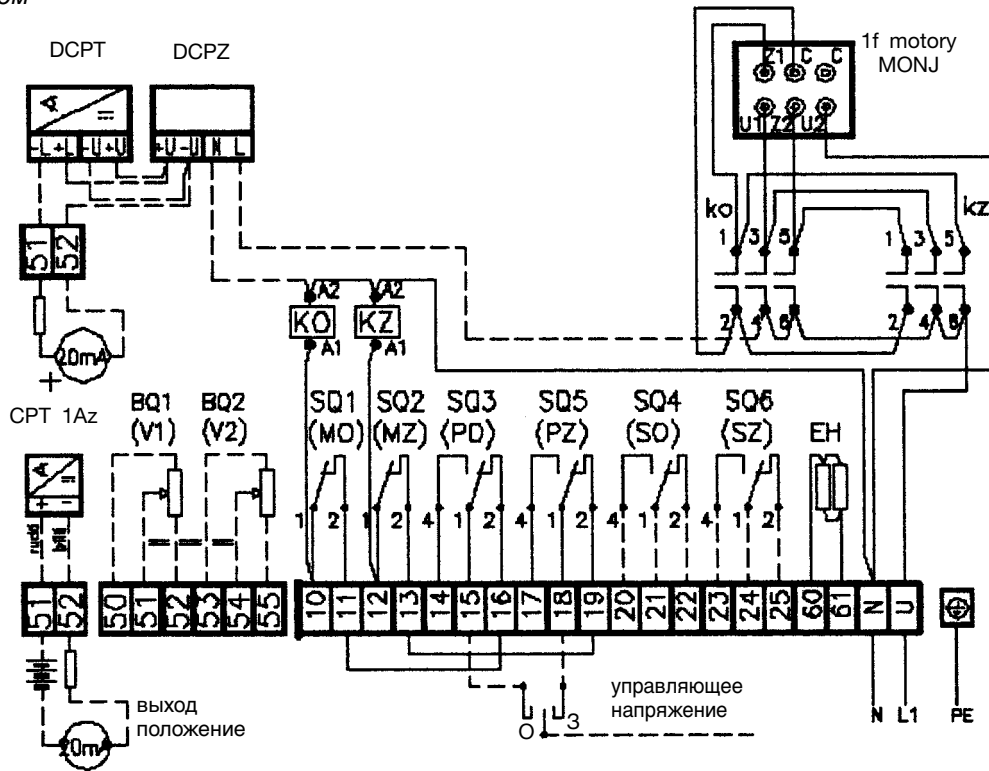 ом
DCPT
DCPZ
1f motory
MONJ
-L +L -U +U
+U -U N L
Z1 C C
U1 Z2 U2
ko
kz
1 3 5
1 3 5
2 4 6
2 4 6
51 52
20mA
+
A2 A2
KO KZ
A1 A1
CPT 1Az
BQ1 BQ2 SQ1 SQ2 SQ3 SQ5 SQ4 SQ6
(V1) (V2) (MO) (MZ) (PD) (PZ) (SO) (SZ) EH
+ -
1 2 1 2 4 1 2 4 1 2 4 1 2 4 1 2
51 52
50 51 52 53 54 55
10 11 12 13 14 15 16 17 18 19 20 21 22 23 24 25 60 61 N U
выход
положение
20mA
О З
управляющее
напряжение
N L1 PE